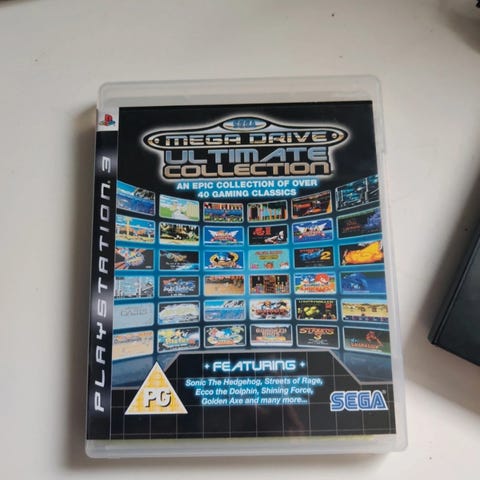 PLAYSTATION 3
SEGA
MEGA DRIVE
ULTIMATE
COLLECTION
AN EPIC COLLECTION OF OVER
40 GAMING CLASSICS
• FEATURING •
Sonic The Hedgehog, Streets of Rage,
Ecco the Dolphin, Shining Force,
Golden Axe and many more...
PG
SEGA